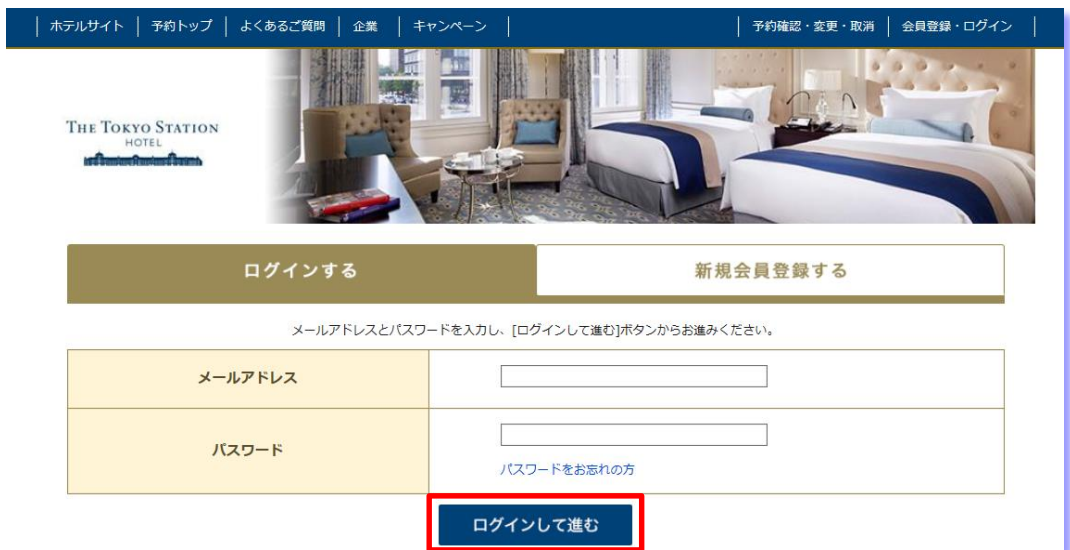 ホテルサイト 予約トップ よくあるご質問 企業 キャンペーン 予約確認・変更・取消 会員登録・ログイン
THE TOKYO STATION
HOTEL
ログインする 新規会員登録する
メールアドレスとパスワードを入力し、[ログインして進む]ボタンからお進みください。
メールアドレス
パスワード
パスワードをお忘れの方
ログインして進む